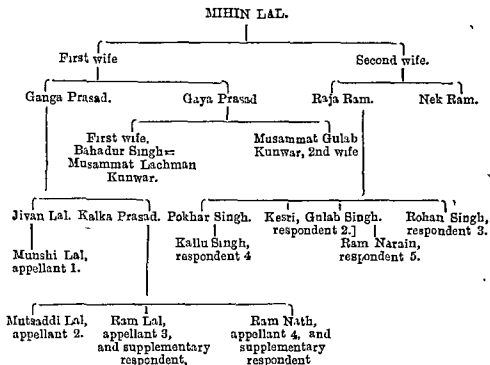 MIHIN LAL.
First wife
Second wife.
Ganga Prasad.
Gaya Prasad
Raja Ram.
Nek Ram.
First wife.
Bahadur Singh=
Musammat Lachman
Kunwar.
Musammat Gulab
Kunwar, 2nd wife
Jivan Lal.
Kalka Prasad.
Pokhar Singh.
Kesri,
Gulab Singh.
Rohan Singh,
respondent 2.]
respondent 3.
Munshi Lal,
appellant 1.
Kallu Singh,
respondent 4
Ram Narain,
respondent 5.
Mutsaddi Lal,
appellant 2.
Ram Lal,
appellant 3,
and supplementary
respondent,
Ram Nath,
appellant 4, and
supplementary
respondent